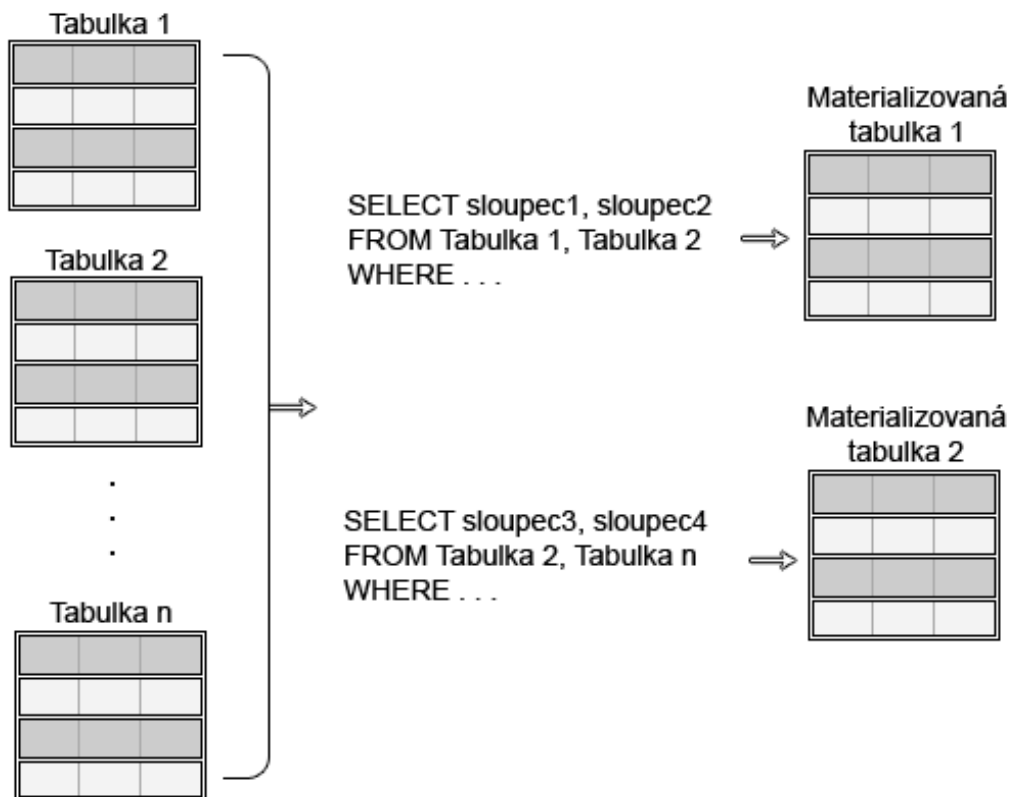 Tabulka 1
Tabulka 2
.
.
.
Tabulka n
SELECT sloupec1, sloupec2
FROM Tabulka 1, Tabulka 2
WHERE . . .
SELECT sloupec3, sloupec4
FROM Tabulka 2, Tabulka n
WHERE . . .
Materializovaná
tabulka 1
Materializovaná
tabulka 2